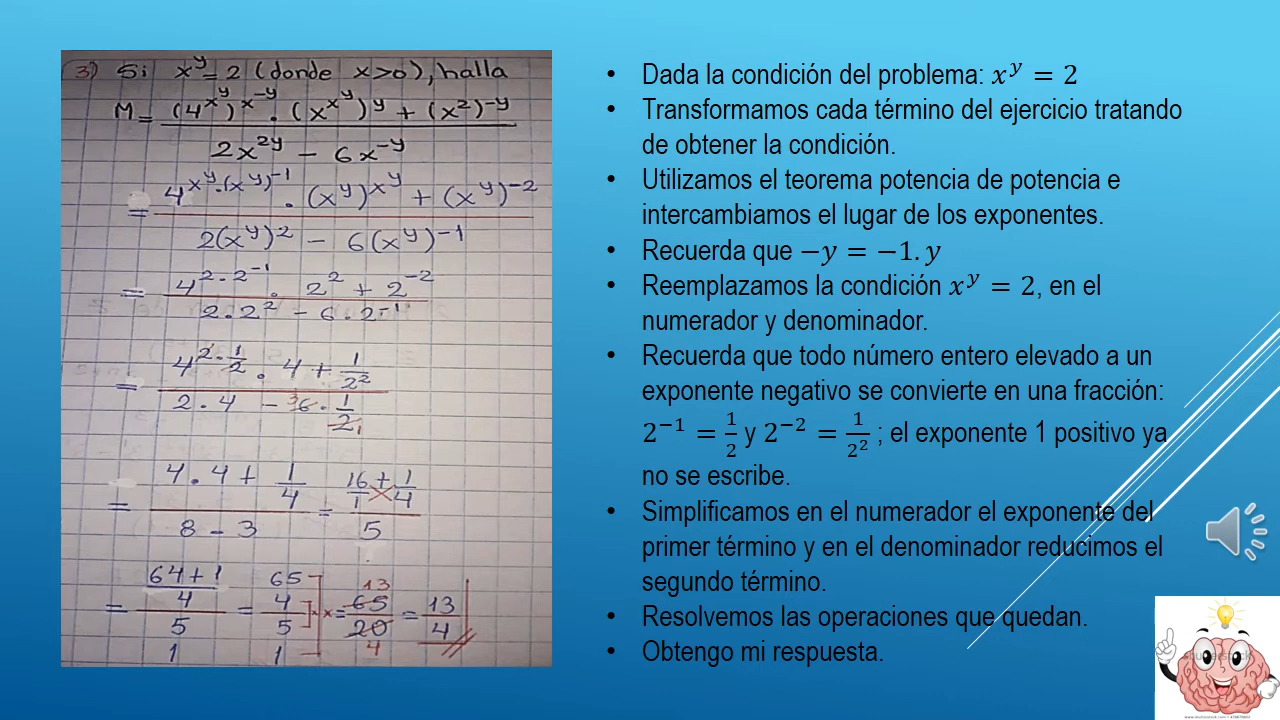 3) Si x^y = 2 (donde x>0), halla
M = ((4^{x^y})^{x^{-y}} . (x^{x^y})^y + (x^2)^{-y}) / (2x^{2y} - 6x^{-y})
= (4^{x^y . (x^y)^{-1}} . (x^y)^{x^y} + (x^y)^{-2}) / (2(x^y)^2 - 6(x^y)^{-1})
= (4^{2 . 2^{-1}} . 2^2 + 2^{-2}) / (2 . 2^2 - 6 . 2^{-1})
= (4^{2 . 1/2} . 4 + 1/2^2) / (2 . 4 - 6 . 1/2) 3 1
= (4 . 4 + 1/4) / (8 - 3) = (16/1 + 1/4) / 5
= ((64 + 1)/4) / (5/1) = (65/4) / (5/1) x x = 65/20 13 4 = 13/4
• Dada la condición del problema: x^y = 2
• Transformamos cada término del ejercicio tratando
de obtener la condición.
• Utilizamos el teorema potencia de potencia e
intercambiamos el lugar de los exponentes.
• Recuerda que −y = −1. y
• Reemplazamos la condición x^y = 2, en el
numerador y denominador.
• Recuerda que todo número entero elevado a un
exponente negativo se convierte en una fracción:
2^{−1} = 1/2 y 2^{−2} = 1/2^2 ; el exponente 1 positivo ya
no se escribe.
• Simplificamos en el numerador el exponente del
primer término y en el denominador reducimos el
segundo término.
• Resolvemos las operaciones que quedan.
• Obtengo mi respuesta.